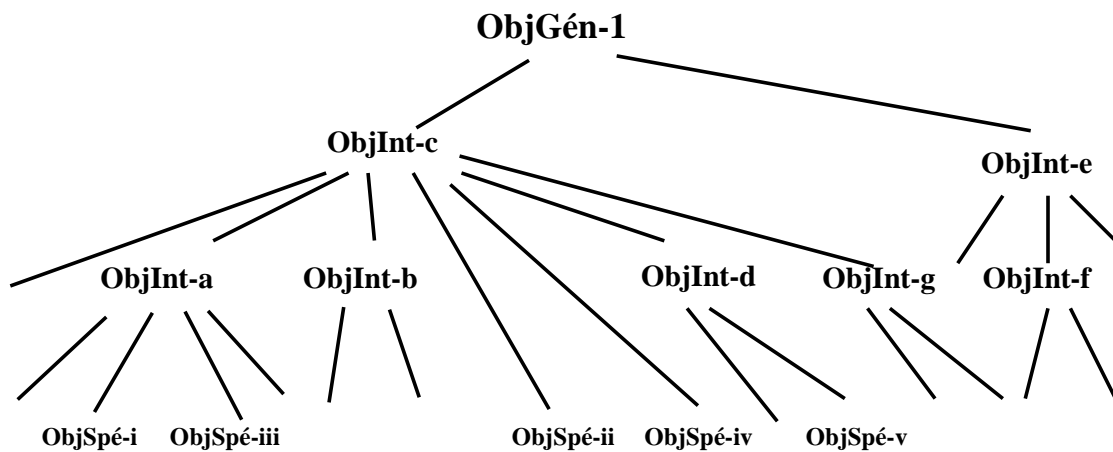 ObjGén-1
ObjInt-c
ObjInt-e
ObjInt-a ObjInt-b ObjInt-d ObjInt-g ObjInt-f
ObjSpé-i ObjSpé-iii ObjSpé-ii ObjSpé-iv ObjSpé-v